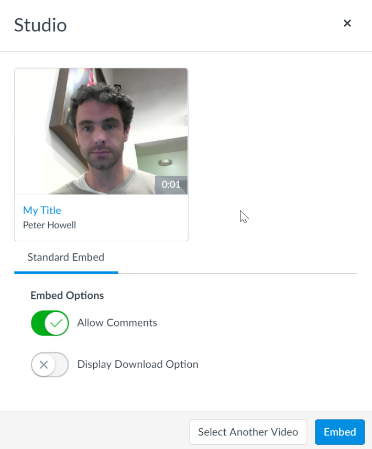 Studio
0:01
My Title
Peter Howell
Standard Embed
Embed Options
Allow Comments
Display Download Option
Select Another Video
Embed